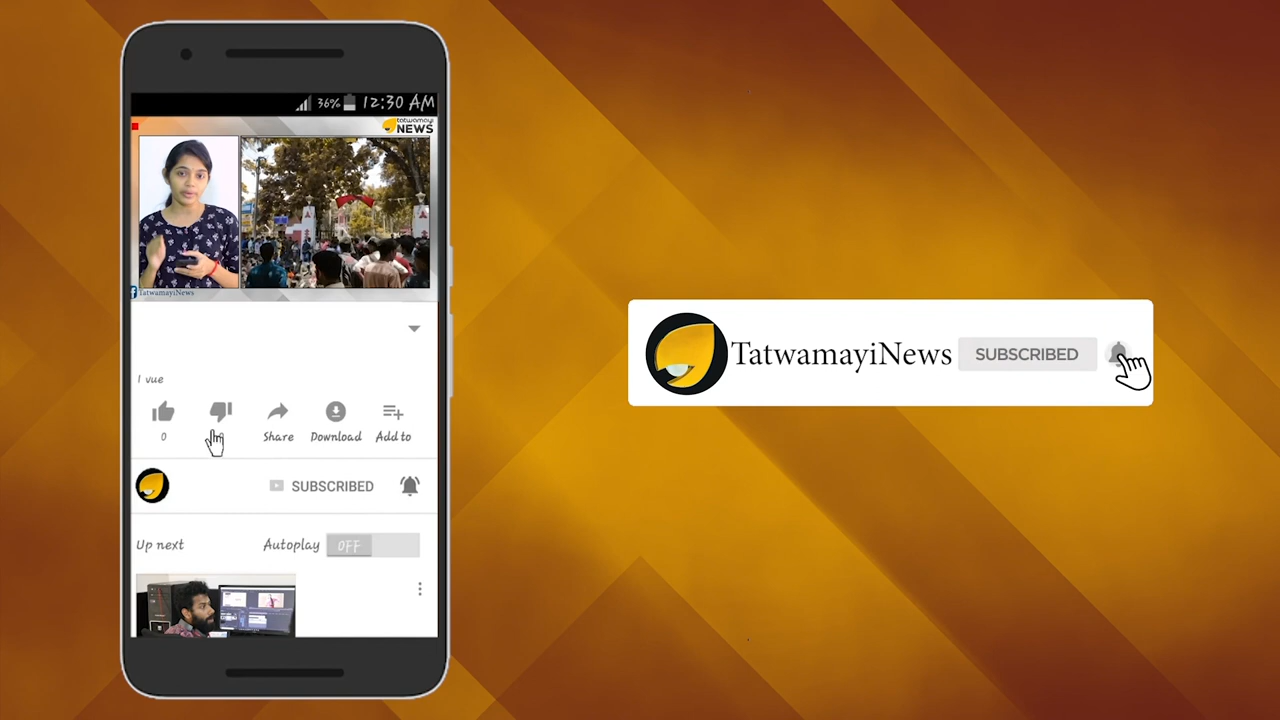 36% 12:30 AM
tatwamayi
NEWS
TatwamayiNews
1 vue
0
Share
Download
Add to
SUBSCRIBED
Up next
Autoplay
OFF
TatwamayiNews
SUBSCRIBED